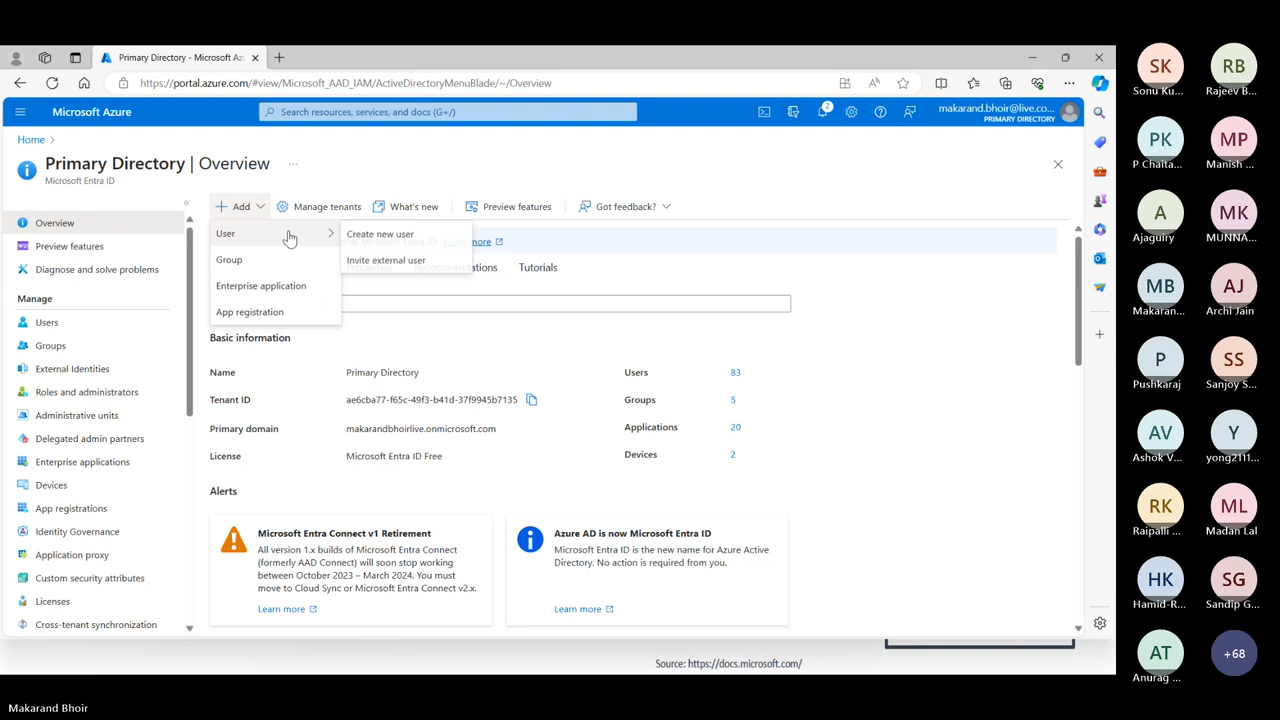 Primary Directory - Microsoft Az
https://portal.azure.com/#view/Microsoft_AAD_IAM/ActiveDirectoryMenuBlade/~/Overview
Microsoft Azure
Search resources, services, and docs (G+/)
2
makarand.bhoir@live.co...
PRIMARY DIRECTORY
Home >
Primary Directory | Overview ...
Microsoft Entra ID
Add
Manage tenants
What's new
Preview features
Got feedback?
User
Group
Enterprise application
App registration
Create new user
Invite external user
more
Tutorials
Overview
Preview features
Diagnose and solve problems
Manage
Users
Groups
External Identities
Roles and administrators
Administrative units
Delegated admin partners
Enterprise applications
Devices
App registrations
Identity Governance
Application proxy
Custom security attributes
Licenses
Cross-tenant synchronization
Basic information
Name Primary Directory Users 83
Tenant ID ae6cba77-f65c-49f3-b41d-37f9945b7135 Groups 5
Primary domain makarandbhoirlive.onmicrosoft.com Applications 20
License Microsoft Entra ID Free Devices 2
Alerts
Microsoft Entra Connect v1 Retirement
All version 1.x builds of Microsoft Entra Connect
(formerly AAD Connect) will soon stop working
between October 2023 – March 2024. You must
move to Cloud Sync or Microsoft Entra Connect v2.x.
Learn more
Azure AD is now Microsoft Entra ID
Microsoft Entra ID is the new name for Azure Active
Directory. No action is required from you.
Learn more
Source: https://docs.microsoft.com/
Makarand Bhoir
SK RB
Sonu Ku... Rajeev B...
PK MP
P Chaita... Manish ...
A MK
Ajaguiry MUNNA...
MB AJ
Makaran... Archi Jain
P SS
Pushkaraj Sanjoy S...
AV Y
Ashok V... yong2111...
RK ML
Raipalli ... Madan Lal
HK SG
Hamid-R... Sandip G...
AT +68
Anurag ...